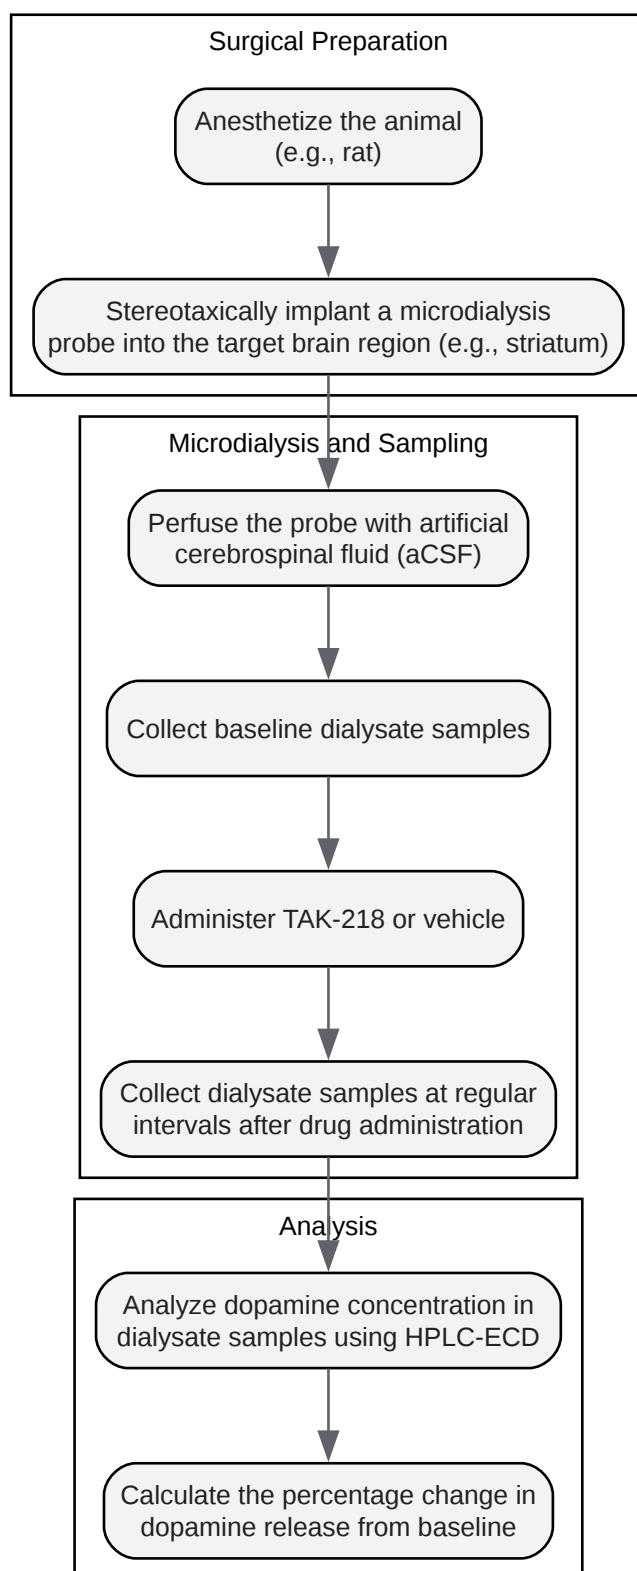 Surgical Preparation
Anesthetize the animal
(e.g., rat)
Stereotaxically implant a microdialysis
probe into the target brain region (e.g., striatum)
Microdialysis and Sampling
Perfuse the probe with artificial
cerebrospinal fluid (aCSF)
Collect baseline dialysate samples
Administer TAK-218 or vehicle
Collect dialysate samples at regular
intervals after drug administration
Analysis
Analyze dopamine concentration in
dialysate samples using HPLC-ECD
Calculate the percentage change in
dopamine release from baseline